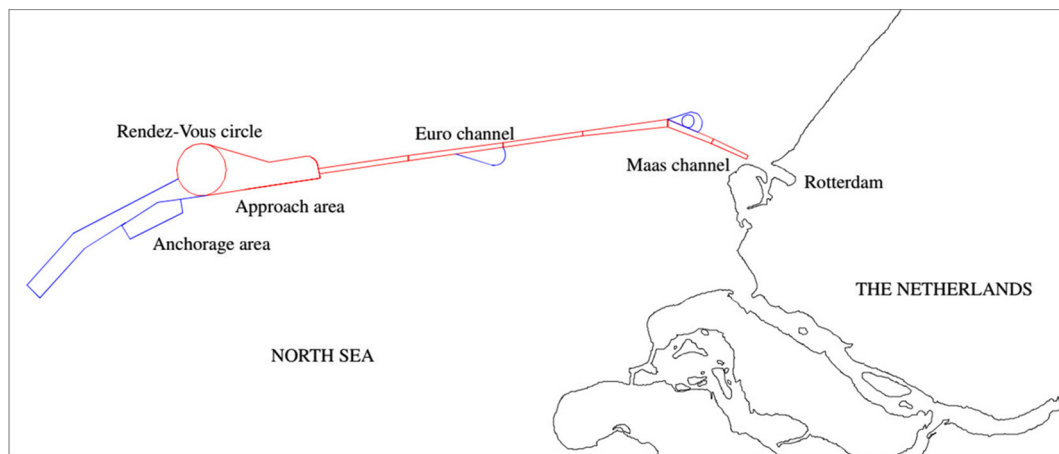 Rendez-Vous circle
Euro channel
Maas channel
Rotterdam
Approach area
Anchorage area
THE NETHERLANDS
NORTH SEA